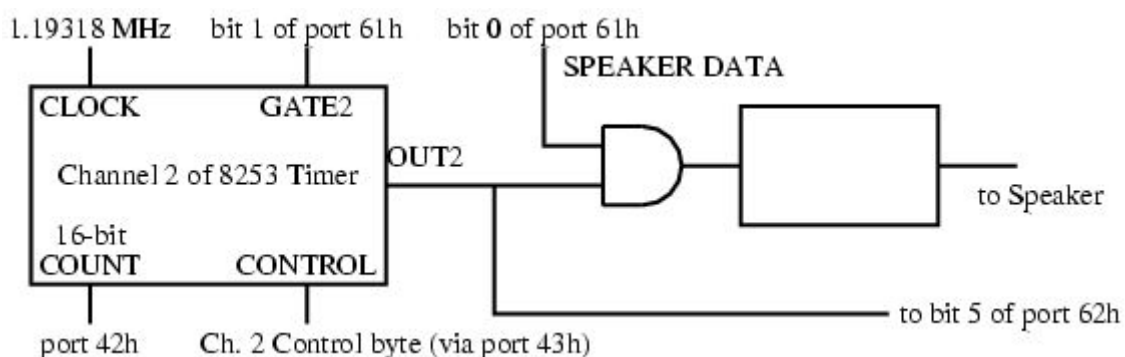 1.19318 MHz bit 1 of port 61h bit 0 of port 61h
SPEAKER DATA
CLOCK GATE2
OUT2
Channel 2 of 8253 Timer
to Speaker
16-bit
COUNT CONTROL
to bit 5 of port 62h
port 42h Ch. 2 Control byte (via port 43h)